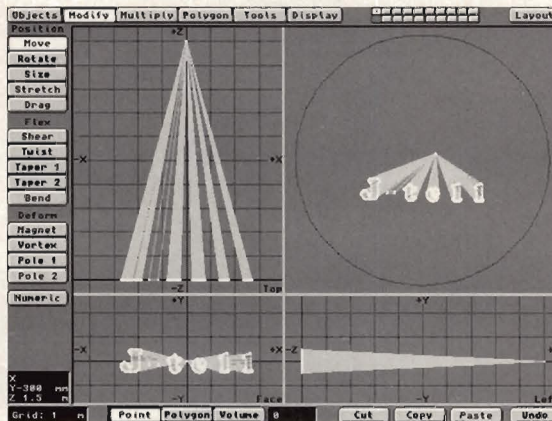 Objects Modify Multiply Polygon Tools Display Layou
Position
Move
Rotate
Size
Stretch
Drag
Flex
Shear
Twist
Taper 1
Taper 2
Bend
Deform
Magnet
Vortex
Pole 1
Pole 2
Numeric
+Z
-X +X
-Z Top
+Y +Y
-X +X -Z
-Y Face -Y Left
X
Y-300 mm
Z 1.5 m
Grid: 1 m Point Polygon Volume 0 Cut Copy Paste Undo